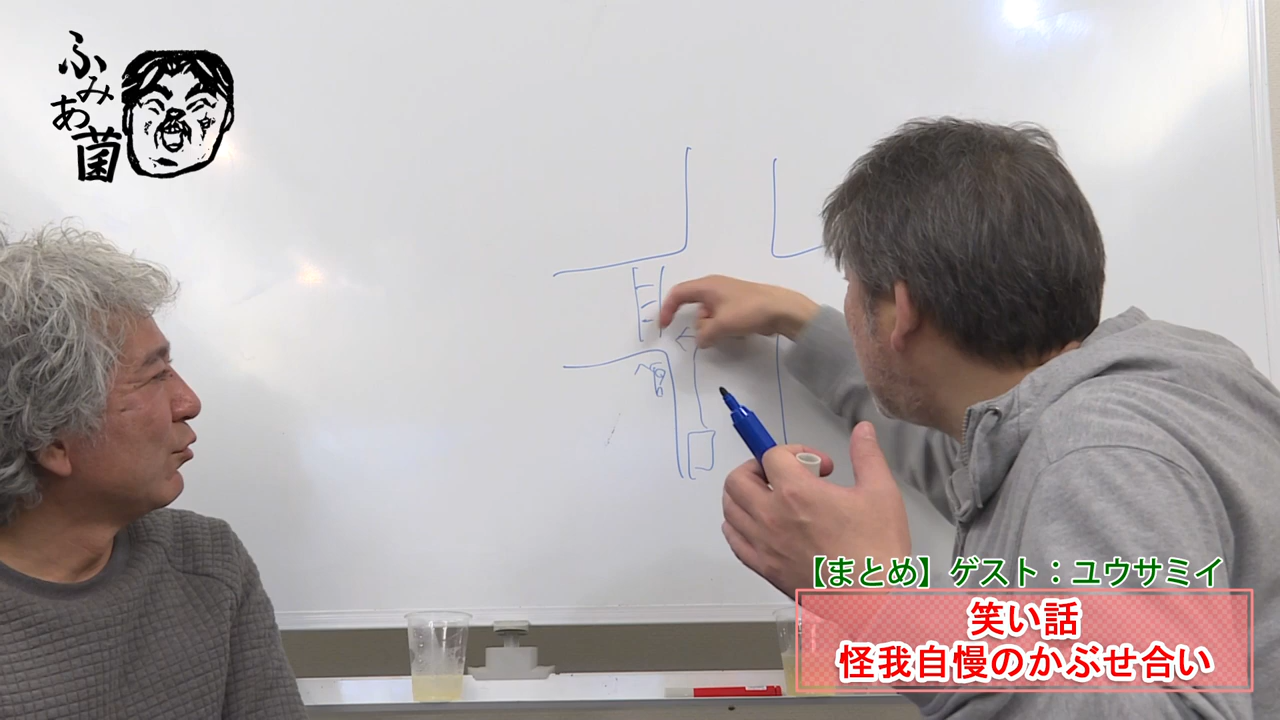 ふみあ菌
【まとめ】ゲスト：ユウサミイ
笑い話
怪我自慢のかぶせ合い